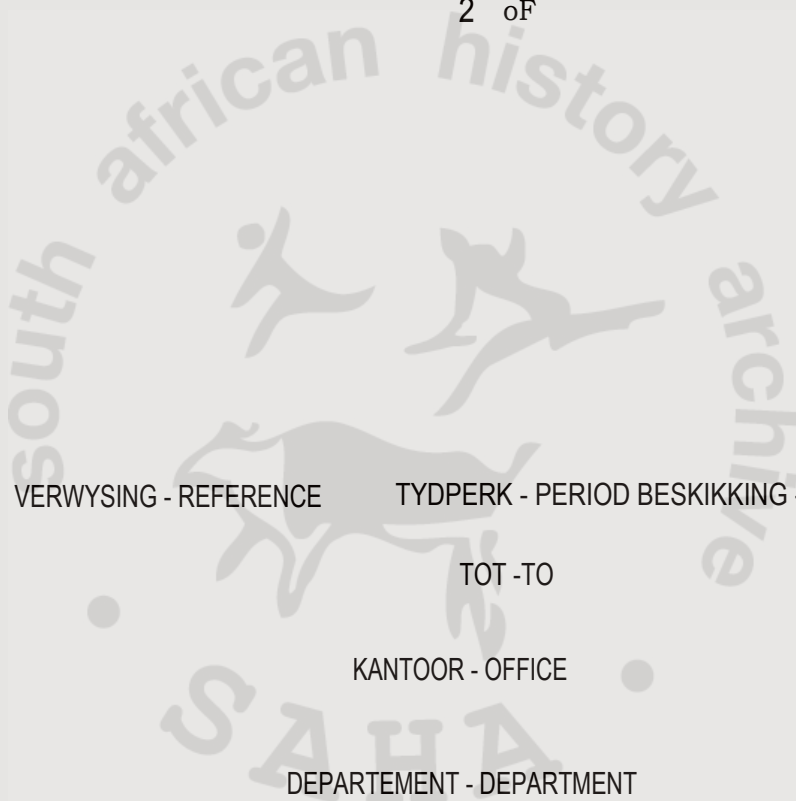 2 oF
south african history archive
VERWYSING - REFERENCE TYDPERK - PERIOD BESKIKKING -
TOT -TO
KANTOOR - OFFICE
• SAHA •
DEPARTEMENT - DEPARTMENT